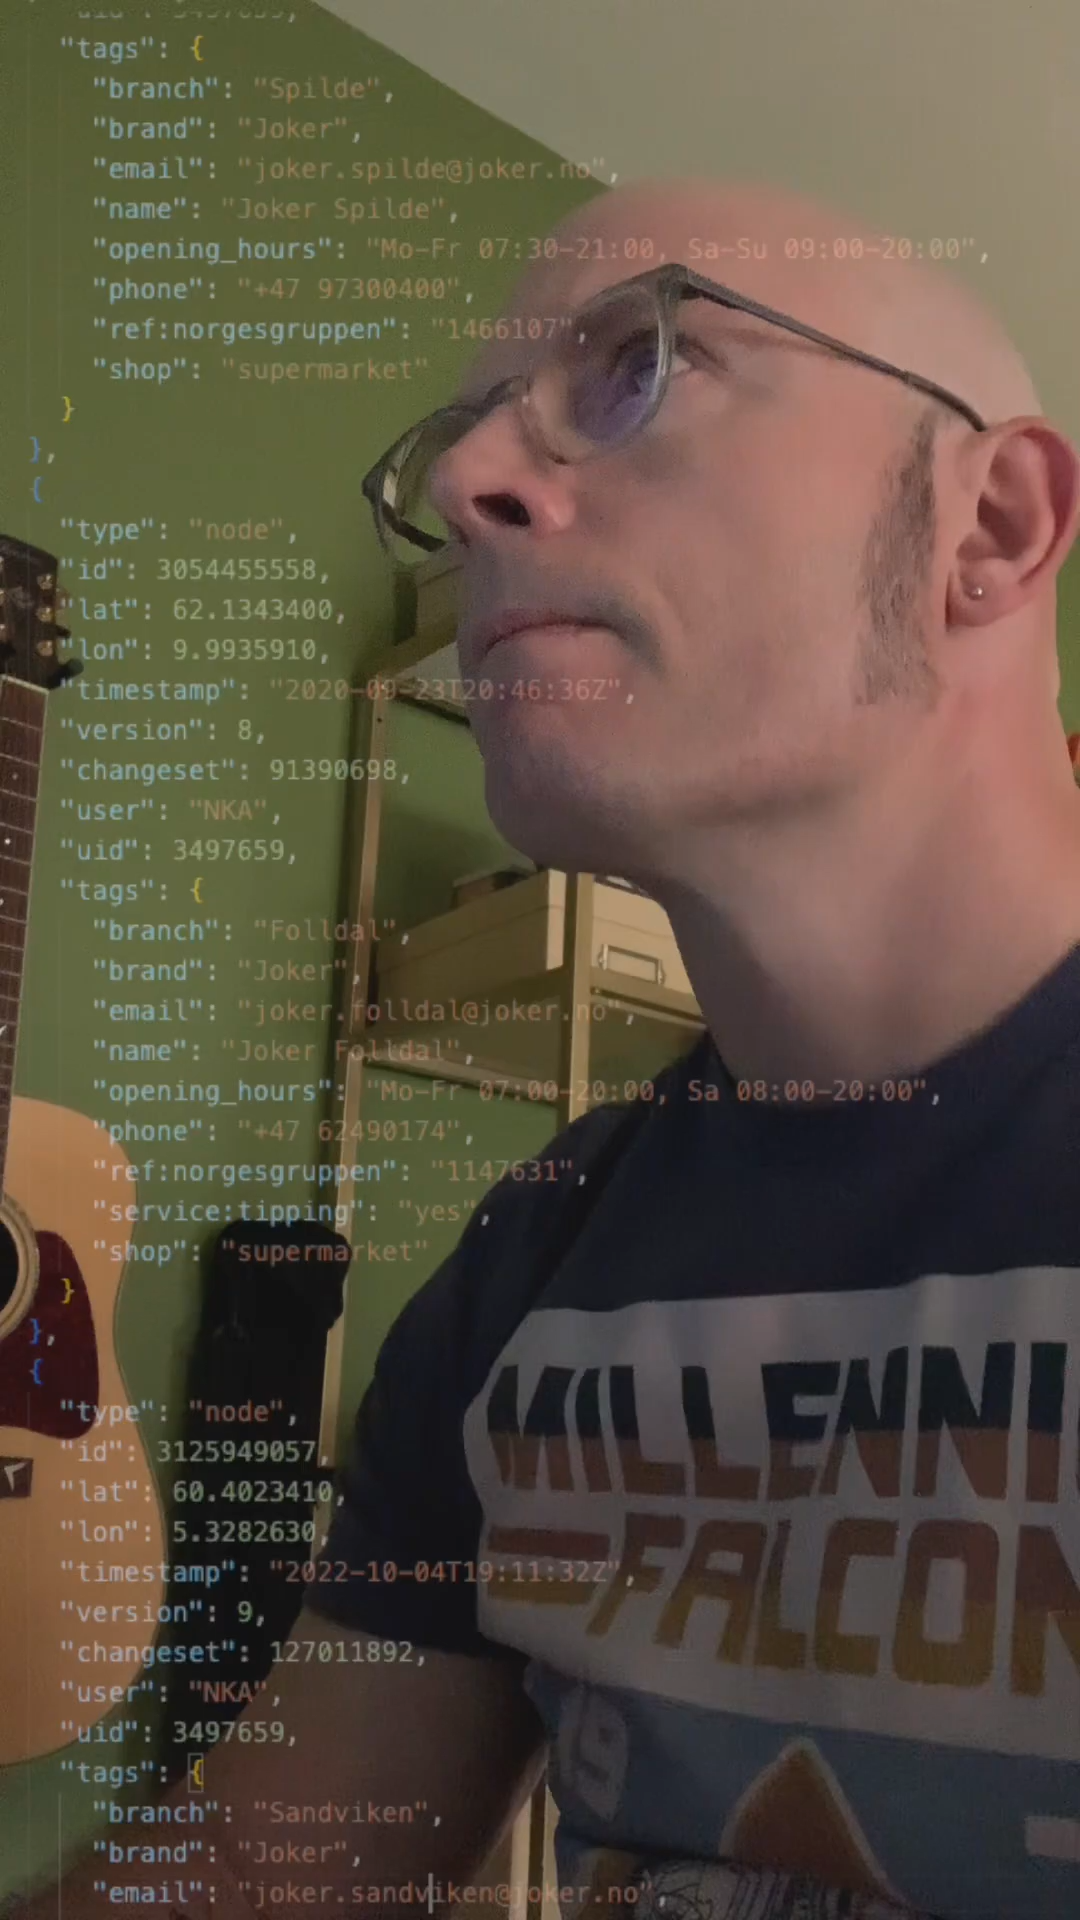 "uid": 3497659,
"tags": {
"branch": "Spilde",
"brand": "Joker",
"email": "joker.spilde@joker.no",
"name": "Joker Spilde",
"opening_hours": "Mo-Fr 07:30-21:00, Sa-Su 09:00-20:00",
"phone": "+47 97300400",
"ref:norgesgruppen": "1466107",
"shop": "supermarket"
}
},
{
"type": "node",
"id": 3054455558,
"lat": 62.1343400,
"lon": 9.9935910,
"timestamp": "2020-09-23T20:46:36Z",
"version": 8,
"changeset": 91390698,
"user": "NKA",
"uid": 3497659,
"tags": {
"branch": "Folldal",
"brand": "Joker",
"email": "joker.folldal@joker.no",
"name": "Joker Folldal",
"opening_hours": "Mo-Fr 07:00-20:00, Sa 08:00-20:00",
"phone": "+47 62490174",
"ref:norgesgruppen": "1147631",
"service:tipping": "yes",
"shop": "supermarket"
}
},
{
"type": "node",
"id": 3125949057,
"lat": 60.4023410,
"lon": 5.3282630,
"timestamp": "2022-10-04T19:11:32Z",
"version": 9,
"changeset": 127011892,
"user": "NKA",
"uid": 3497659,
"tags": {
"branch": "Sandviken",
"brand": "Joker",
"email": "joker.sandviken@joker.no",
MILLENNI
FALCON
19